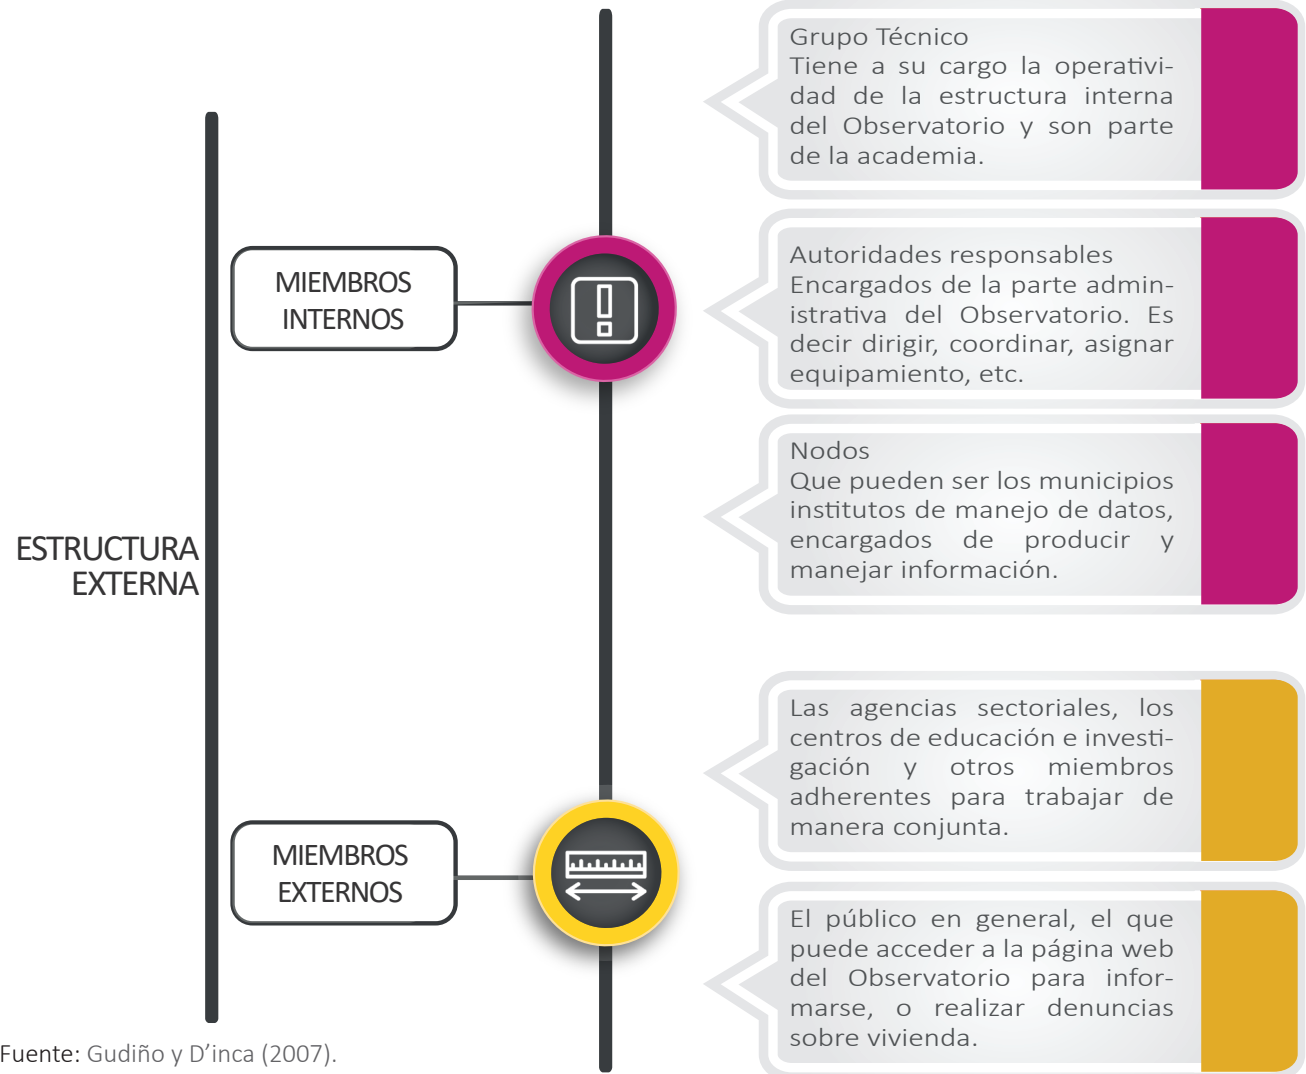 ESTRUCTURA
EXTERNA
MIEMBROS
INTERNOS
Grupo Técnico
Tiene a su cargo la operativi-
dad de la estructura interna
del Observatorio y son parte
de la academia.
Autoridades responsables
Encargados de la parte admin-
istrativa del Observatorio. Es
decir dirigir, coordinar, asignar
equipamiento, etc.
Nodos
Que pueden ser los municipios
institutos de manejo de datos,
encargados de producir y
manejar información.
MIEMBROS
EXTERNOS
Las agencias sectoriales, los
centros de educación e investi-
gación y otros miembros
adherentes para trabajar de
manera conjunta.
El público en general, el que
puede acceder a la página web
del Observatorio para infor-
marse, o realizar denuncias
sobre vivienda.
Fuente: Gudiño y D’inca (2007).